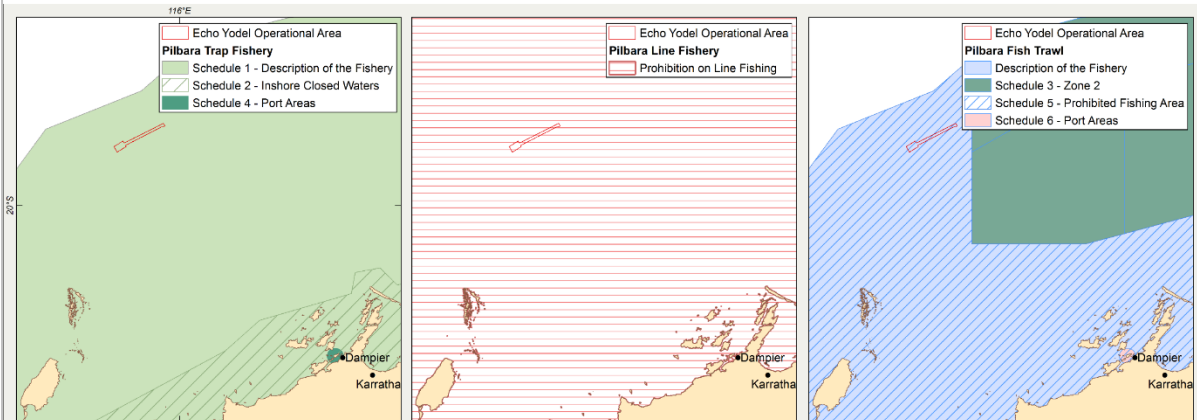 116°E
20°S
Echo Yodel Operational Area
Pilbara Trap Fishery
Schedule 1 - Description of the Fishery
Schedule 2 - Inshore Closed Waters
Schedule 4 - Port Areas
Dampier
Karratha
Echo Yodel Operational Area
Pilbara Line Fishery
Prohibition on Line Fishing
Dampier
Karratha
Echo Yodel Operational Area
Pilbara Fish Trawl
Description of the Fishery
Schedule 3 - Zone 2
Schedule 5 - Prohibited Fishing Area
Schedule 6 - Port Areas
Dampier
Karratha